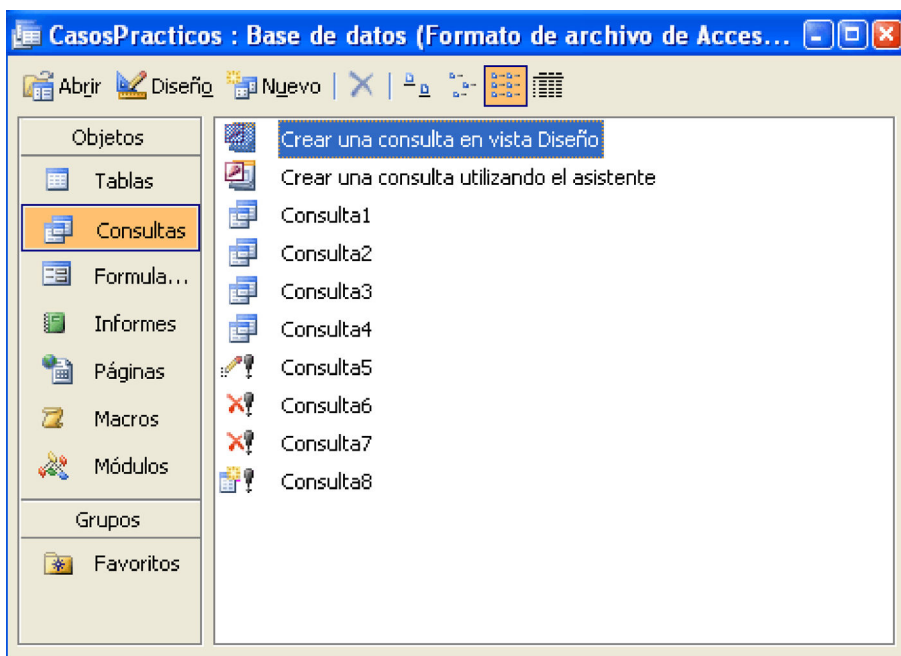 CasosPracticos : Base de datos (Formato de archivo de Acces...
Abrir Diseño Nuevo
Objetos
Tablas
Consultas
Formula...
Informes
Páginas
Macros
Módulos
Grupos
Favoritos
Crear una consulta en vista Diseño
Crear una consulta utilizando el asistente
Consulta1
Consulta2
Consulta3
Consulta4
Consulta5
Consulta6
Consulta7
Consulta8